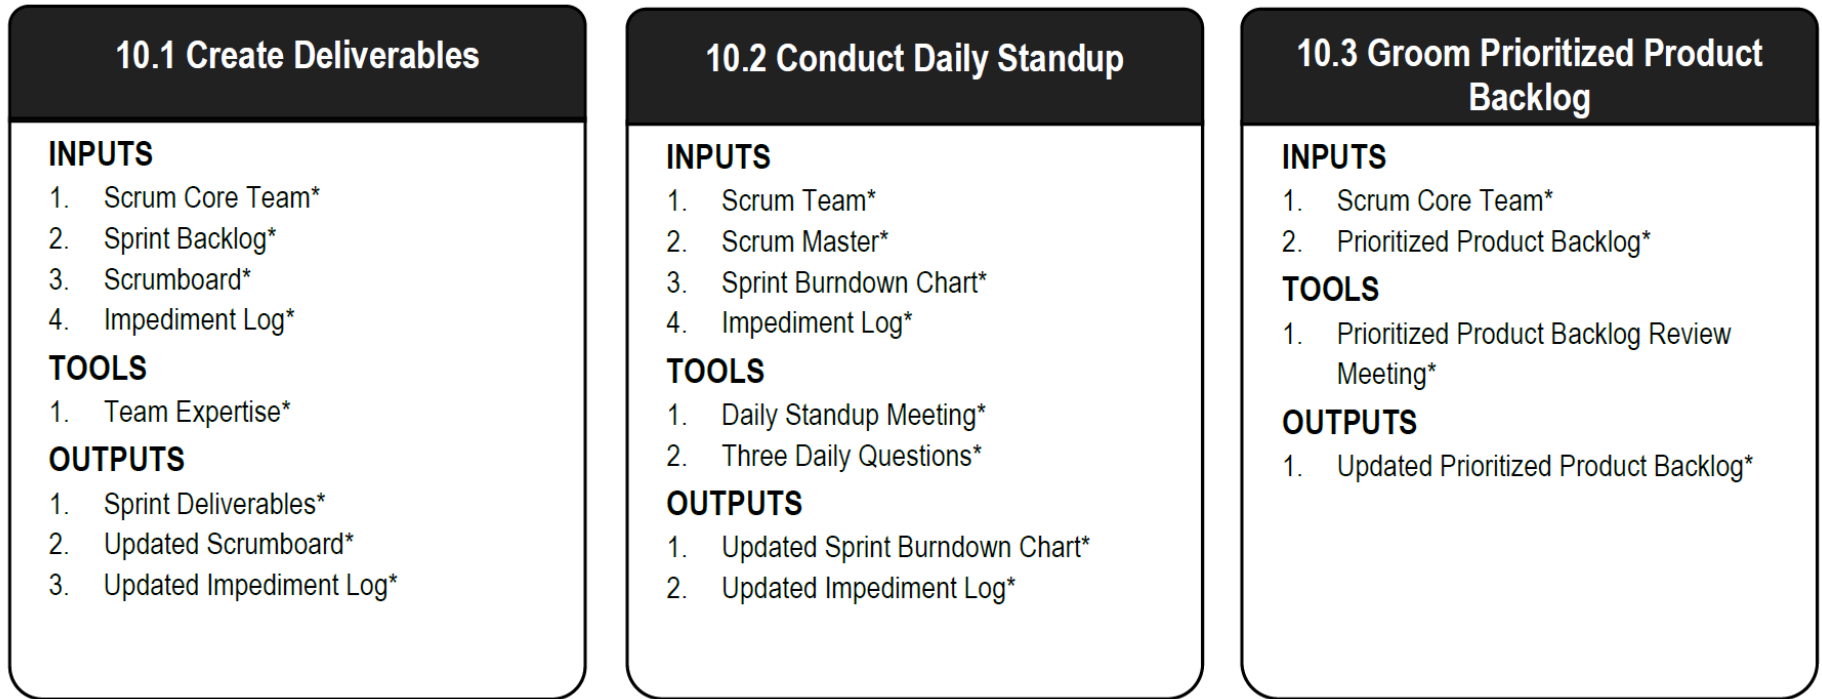 10.1 Create Deliverables
INPUTS
1. Scrum Core Team*
2. Sprint Backlog*
3. Scrumboard*
4. Impediment Log*
TOOLS
1. Team Expertise*
OUTPUTS
1. Sprint Deliverables*
2. Updated Scrumboard*
3. Updated Impediment Log*
10.2 Conduct Daily Standup
INPUTS
1. Scrum Team*
2. Scrum Master*
3. Sprint Burndown Chart*
4. Impediment Log*
TOOLS
1. Daily Standup Meeting*
2. Three Daily Questions*
OUTPUTS
1. Updated Sprint Burndown Chart*
2. Updated Impediment Log*
10.3 Groom Prioritized Product
Backlog
INPUTS
1. Scrum Core Team*
2. Prioritized Product Backlog*
TOOLS
1. Prioritized Product Backlog Review
Meeting*
OUTPUTS
1. Updated Prioritized Product Backlog*